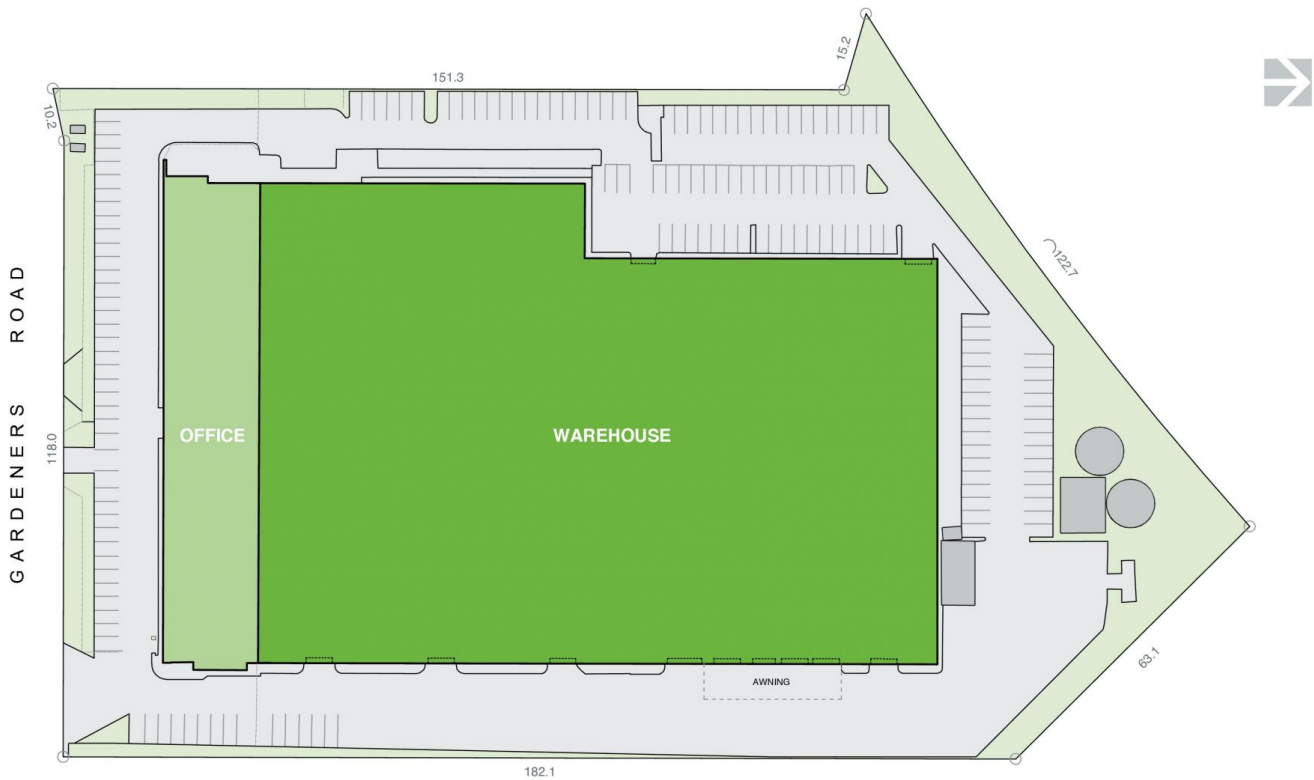 151.3
15.2
10.2
122.7
GARDENERS ROAD
118.0
OFFICE
WAREHOUSE
AWNING
63.1
182.1